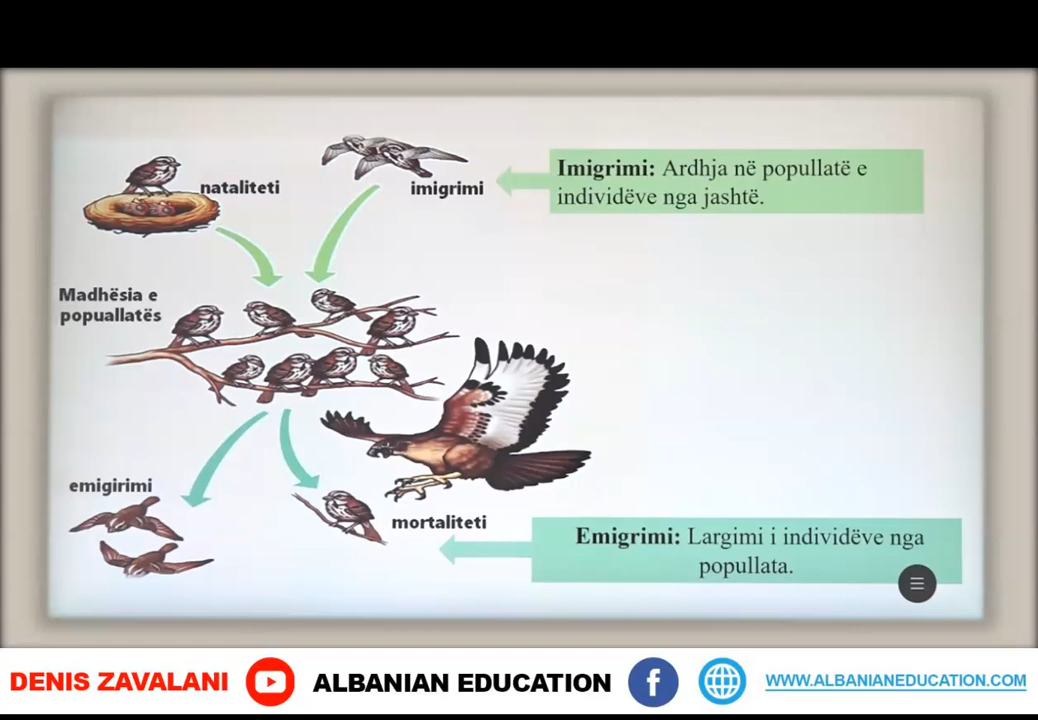 nataliteti
imigrimi
Imigrimi: Ardhja në popullatë e
individëve nga jashtë.
Madhësia e
popuallatës
emigirimi
mortaliteti
Emigrimi: Largimi i individëve nga
popullata.
DENIS ZAVALANI
ALBANIAN EDUCATION
WWW.ALBANIANEDUCATION.COM